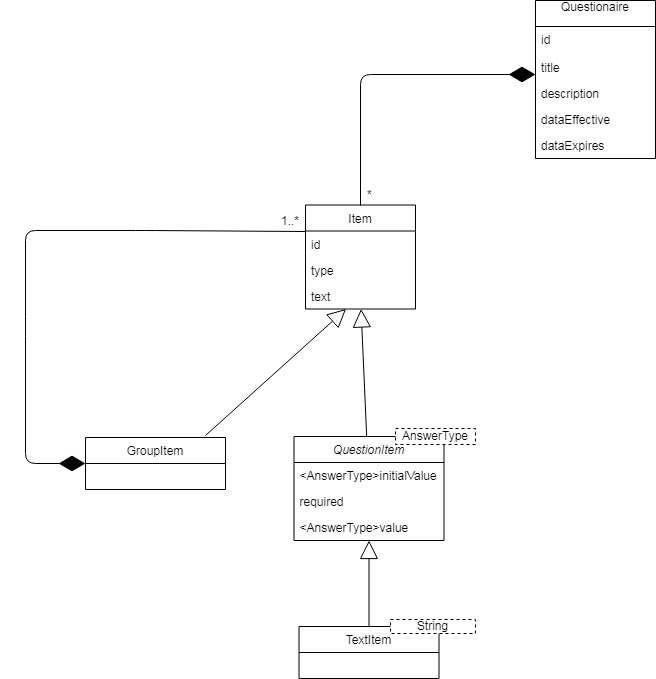 Questionaire
id
title
description
dataEffective
dataExpires
*
1..*
Item
id
type
text
GroupItem
AnswerType
QuestionItem
<AnswerType>initialValue
required
<AnswerType>value
String
TextItem